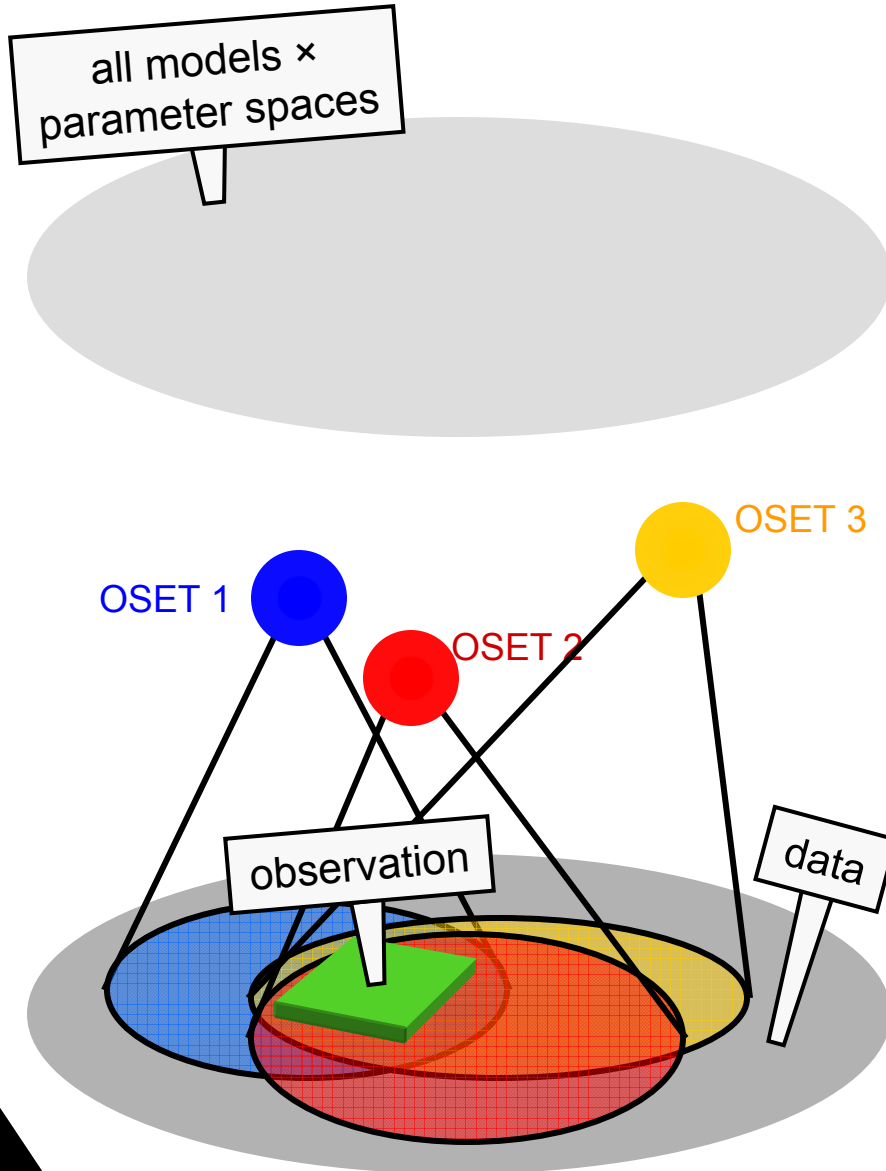 all models ×
parameter spaces
OSET 3
OSET 1
OSET 2
observation
data